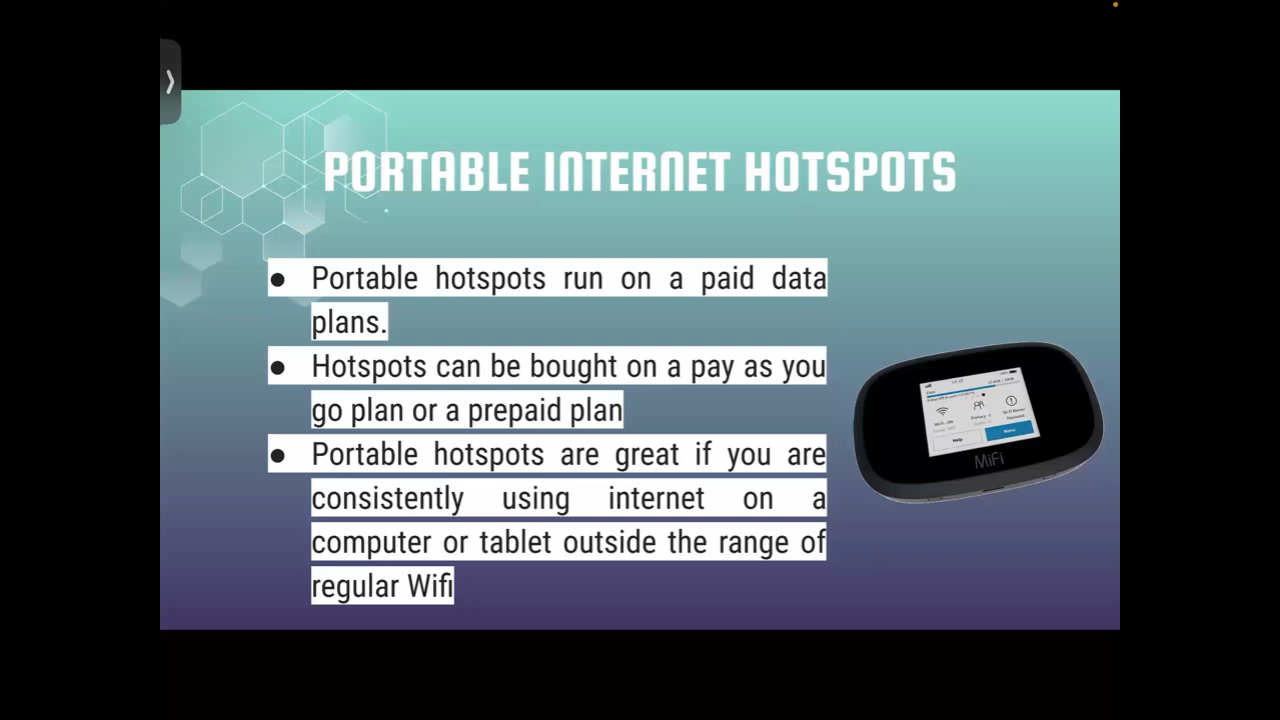 PORTABLE INTERNET HOTSPOTS
● Portable hotspots run on a paid data
plans.
● Hotspots can be bought on a pay as you
go plan or a prepaid plan
● Portable hotspots are great if you are
consistently using internet on a
computer or tablet outside the range of
regular Wifi
Help
Menu
MiFi